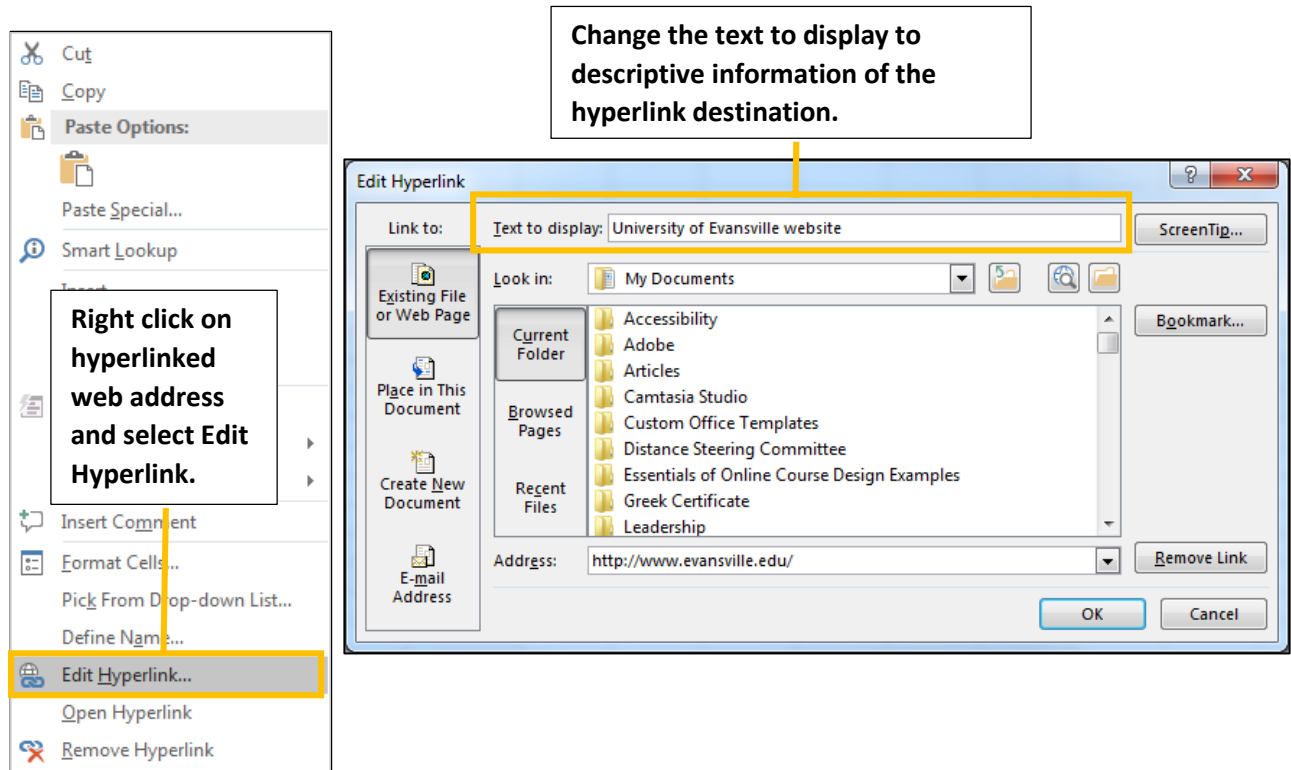 Cut
Copy
Paste Options:
Paste Special...
Smart Lookup
Right click on
hyperlinked
web address
and select Edit
Hyperlink.
Insert Comment
Format Cells...
Pick From Drop-down List...
Define Name...
Edit Hyperlink...
Open Hyperlink
Remove Hyperlink
Change the text to display to
descriptive information of the
hyperlink destination.
Edit Hyperlink
?
X
Link to:
Text to display: University of Evansville website
ScreenTip...
Existing File
or Web Page
Place in This
Document
Create New
Document
E-mail
Address
Look in: My Documents
Current
Folder
Browsed
Pages
Recent
Files
Accessibility
Adobe
Articles
Camtasia Studio
Custom Office Templates
Distance Steering Committee
Essentials of Online Course Design Examples
Greek Certificate
Leadership
Bookmark...
Address: http://www.evansville.edu/
Remove Link
OK
Cancel